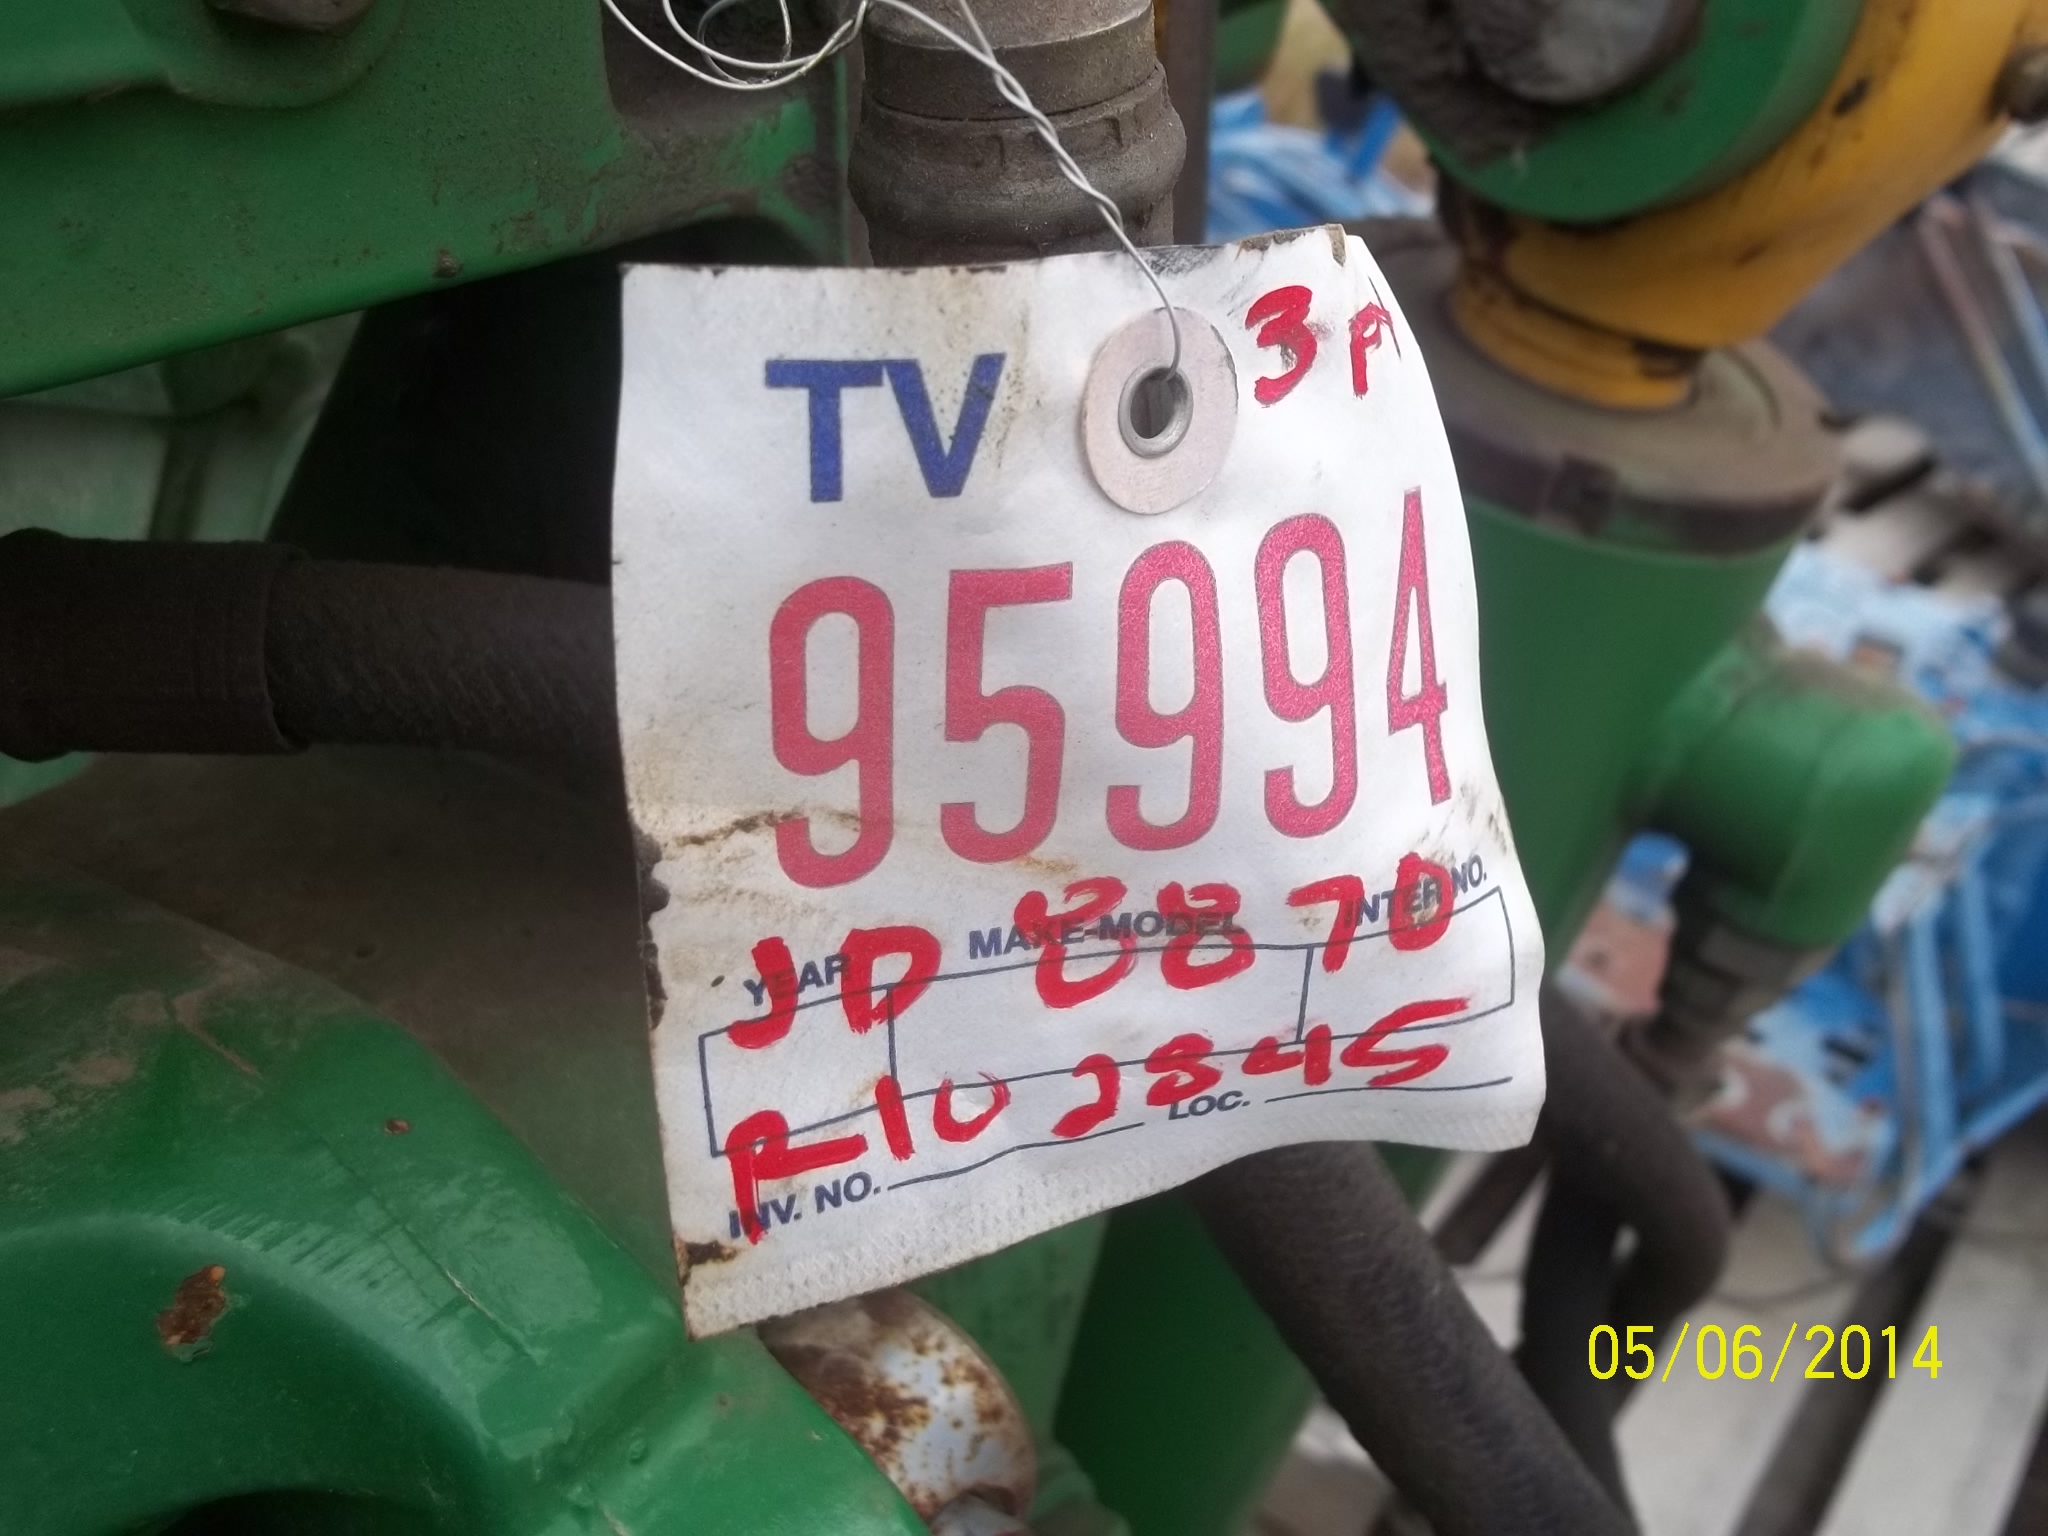 3 pt
TV
95994
YEAR MAKE-MODEL INTER NO.
JD 8870
R102845
INV. NO. LOC.
05/06/2014